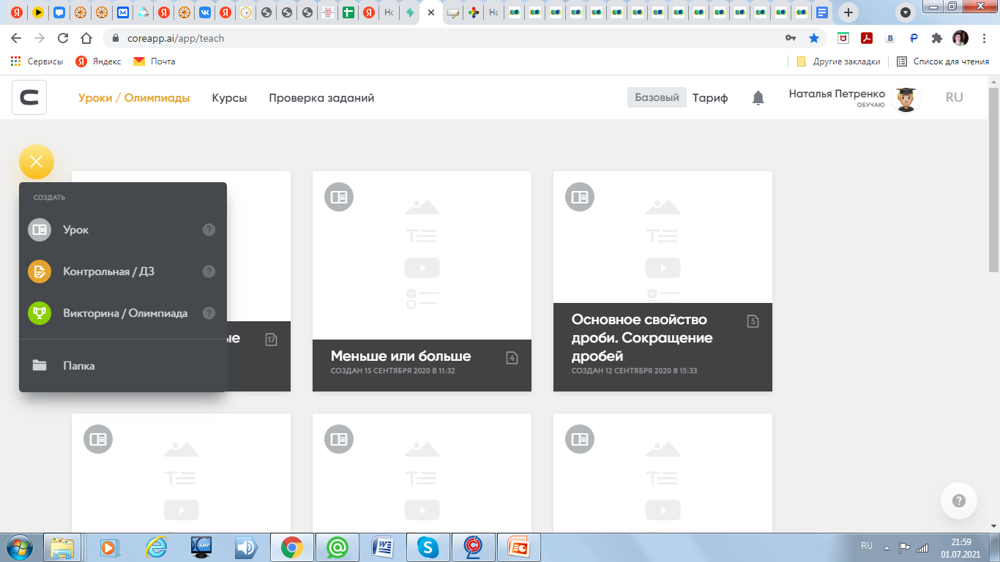 Но
Но
coreapp.ai/app/teach
Сервисы
Яндекс
Почта
Другие закладки
Список для чтения
Уроки / Олимпиады
Курсы
Проверка заданий
Базовый
Тариф
Наталья Петренко
ОБУЧАЮ
RU
СОЗДАТЬ
Урок
Контрольная / ДЗ
Викторина / Олимпиада
Папка
ые
17
Меньше или больше
4
СОЗДАН 15 СЕНТЯБРЯ 2020 В 11:32
Основное свойство
дроби. Сокращение
дробей
5
СОЗДАН 12 СЕНТЯБРЯ 2020 В 15:33
RU
21:59
01.07.2021